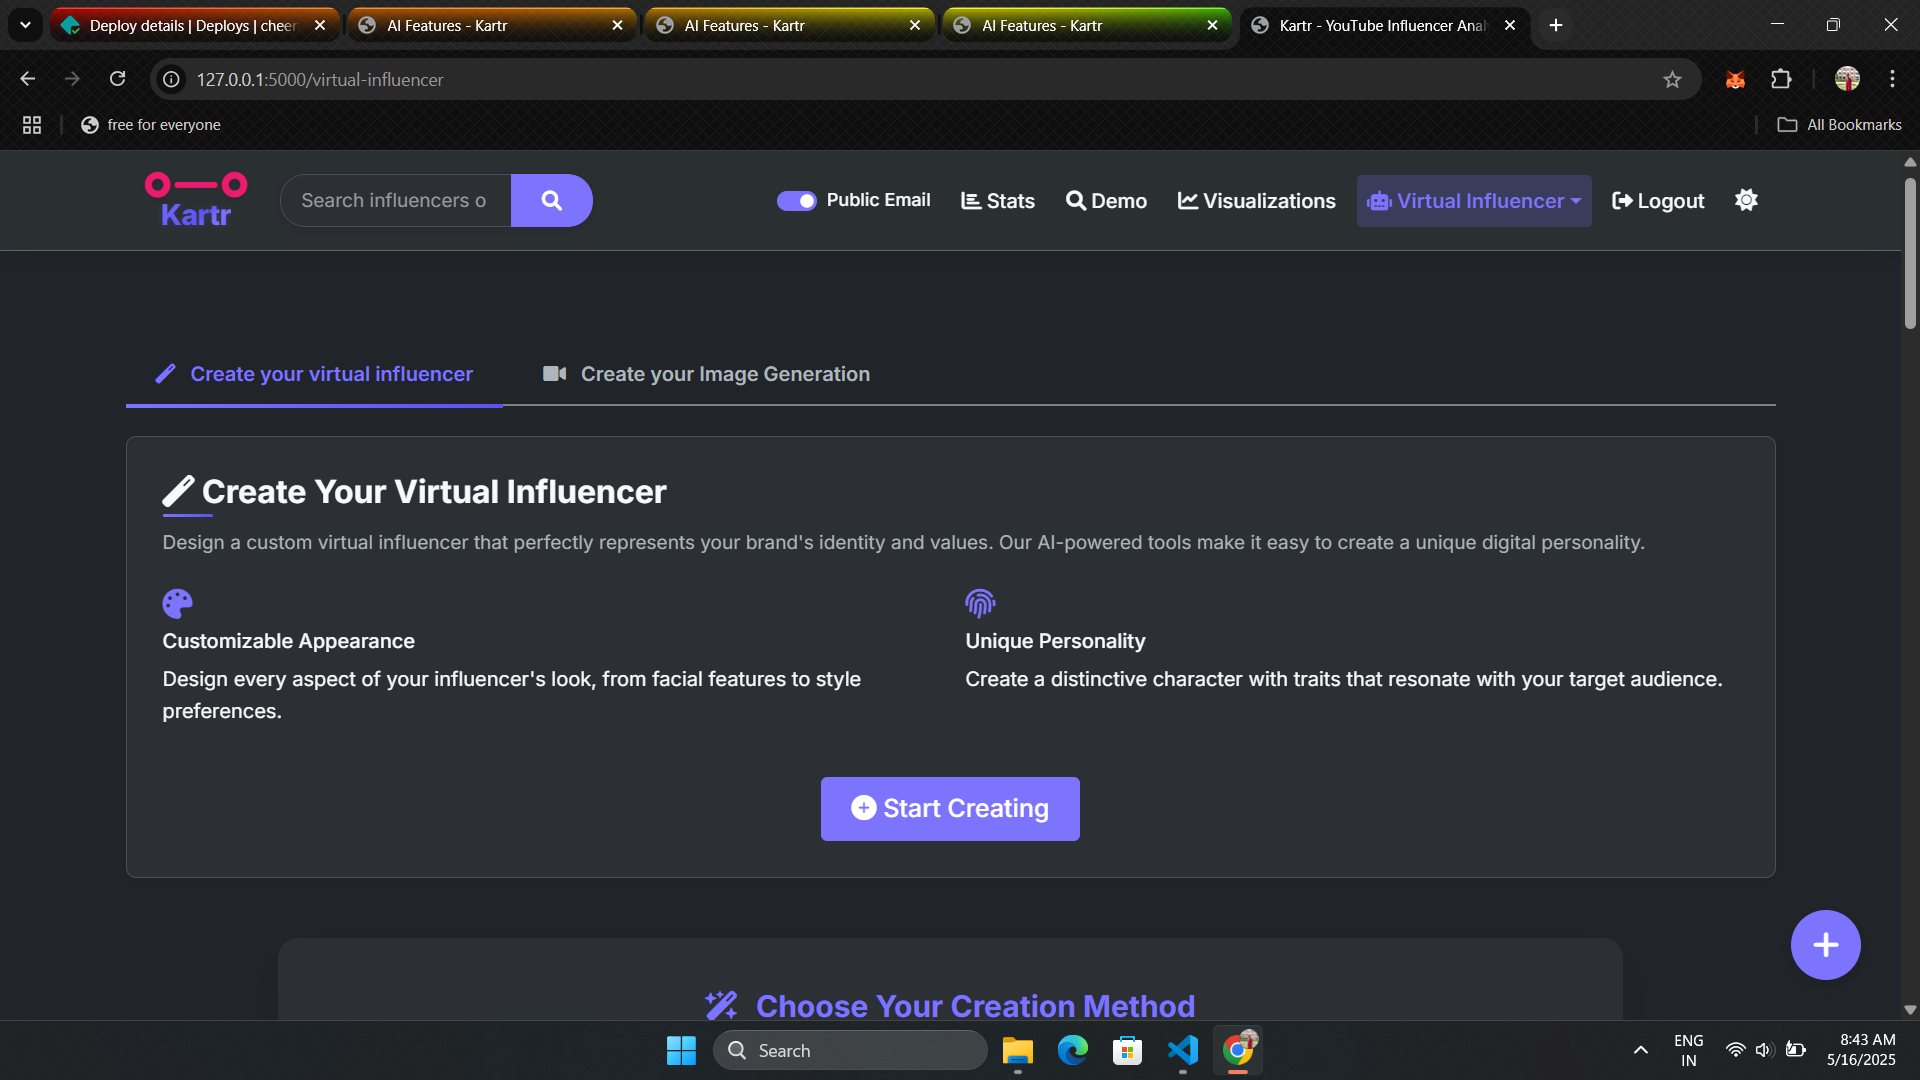 Deploy details | Deploys | cheer
AI Features - Kartr
AI Features - Kartr
AI Features - Kartr
Kartr - YouTube Influencer Anal
127.0.0.1:5000/virtual-influencer
free for everyone
All Bookmarks
Kartr
Search influencers o
Public Email
Stats
Demo
Visualizations
Virtual Influencer
Logout
Create your virtual influencer
Create your Image Generation
Create Your Virtual Influencer
Design a custom virtual influencer that perfectly represents your brand's identity and values. Our AI-powered tools make it easy to create a unique digital personality.
Customizable Appearance
Design every aspect of your influencer's look, from facial features to style
preferences.
Unique Personality
Create a distinctive character with traits that resonate with your target audience.
Start Creating
Choose Your Creation Method
Search
ENG
IN
8:43 AM
5/16/2025